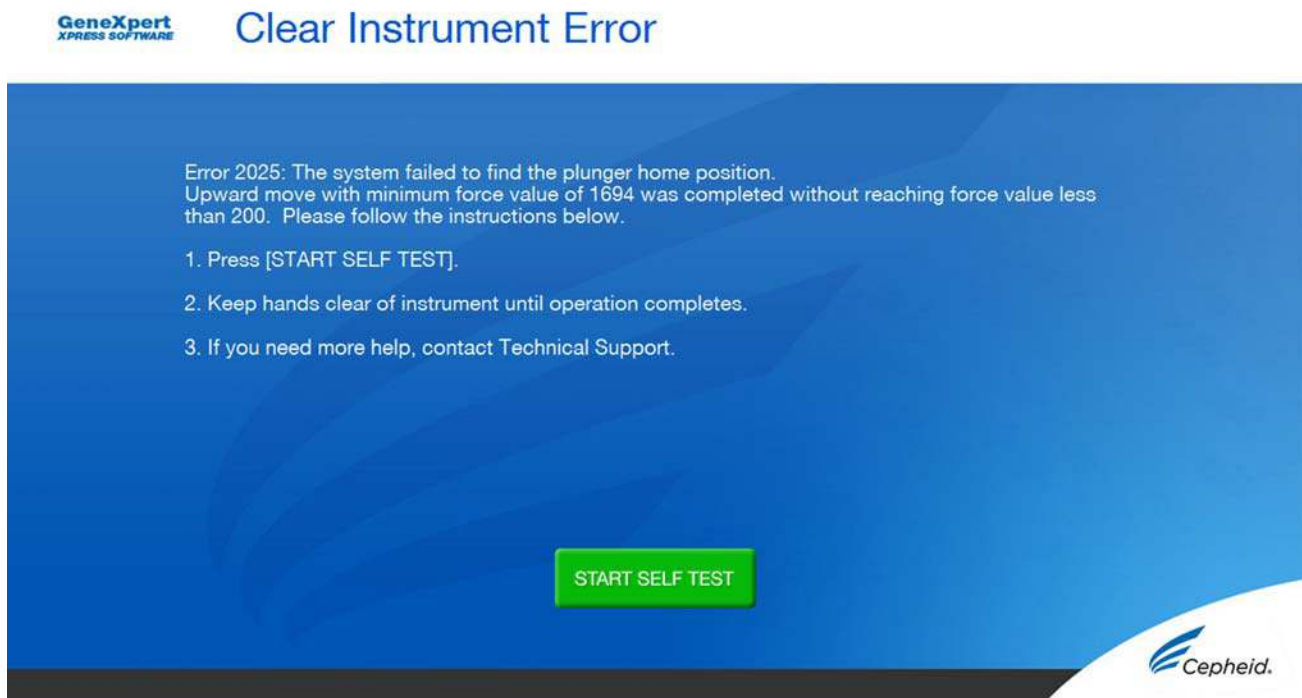 GeneXpert
XPRESS SOFTWARE
Clear Instrument Error
Error 2025: The system failed to find the plunger home position.
Upward move with minimum force value of 1694 was completed without reaching force value less
than 200.  Please follow the instructions below.
1. Press [START SELF TEST].
2. Keep hands clear of instrument until operation completes.
3. If you need more help, contact Technical Support.
START SELF TEST
Cepheid.